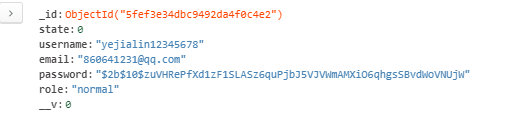 _id: ObjectId("5fef3e34dbc9492da4f0c4e2")
state: 0
username: "yejialin12345678"
email: "860641231@qq.com"
password: "$2b$10$zuVHRePfXd1zF1SLASz6quPjbJ5VJVWmAMXiO6qhgsSBvdWoVNUjW"
role: "normal"
__v: 0